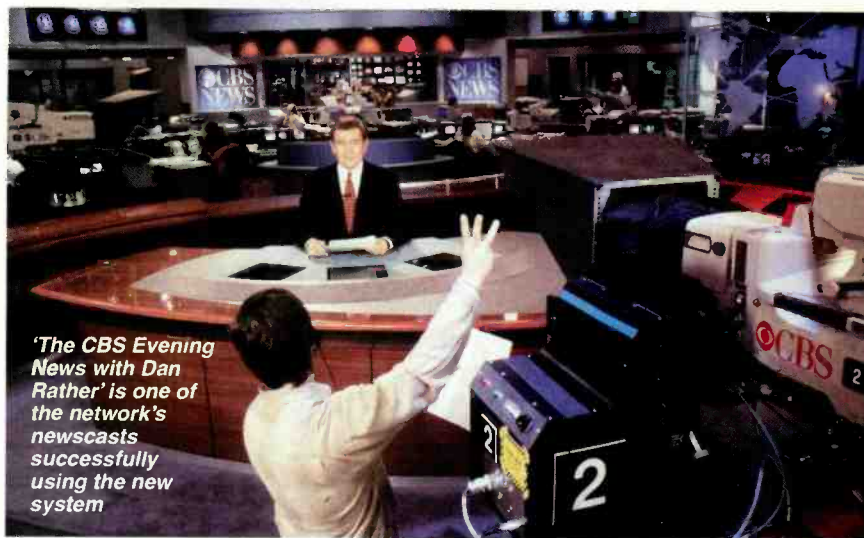 CBS
NEWS
CBS
NEWS
'The CBS Evening
News with Dan
Rather' is one of
the network's
newscasts
successfully
using the new
system
CBS
2
2
2